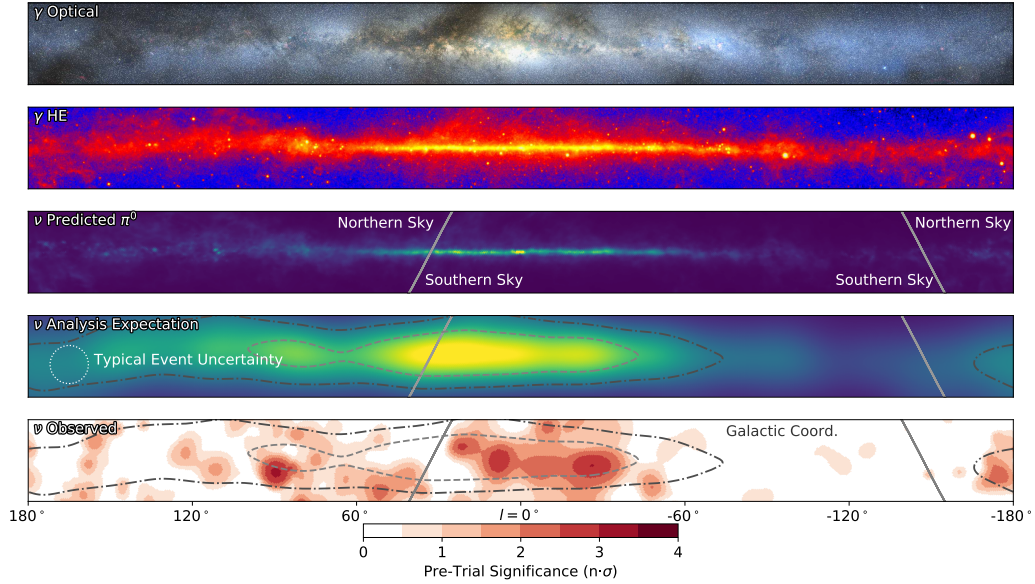 γ Optical
γ HE
ν Predicted π⁰
Northern Sky
Northern Sky
Southern Sky
Southern Sky
ν Analysis Expectation
Typical Event Uncertainty
ν Observed
Galactic Coord.
180° 120° 60° l = 0° -60° -120° -180°
0 1 2 3 4
Pre-Trial Significance (n·σ)